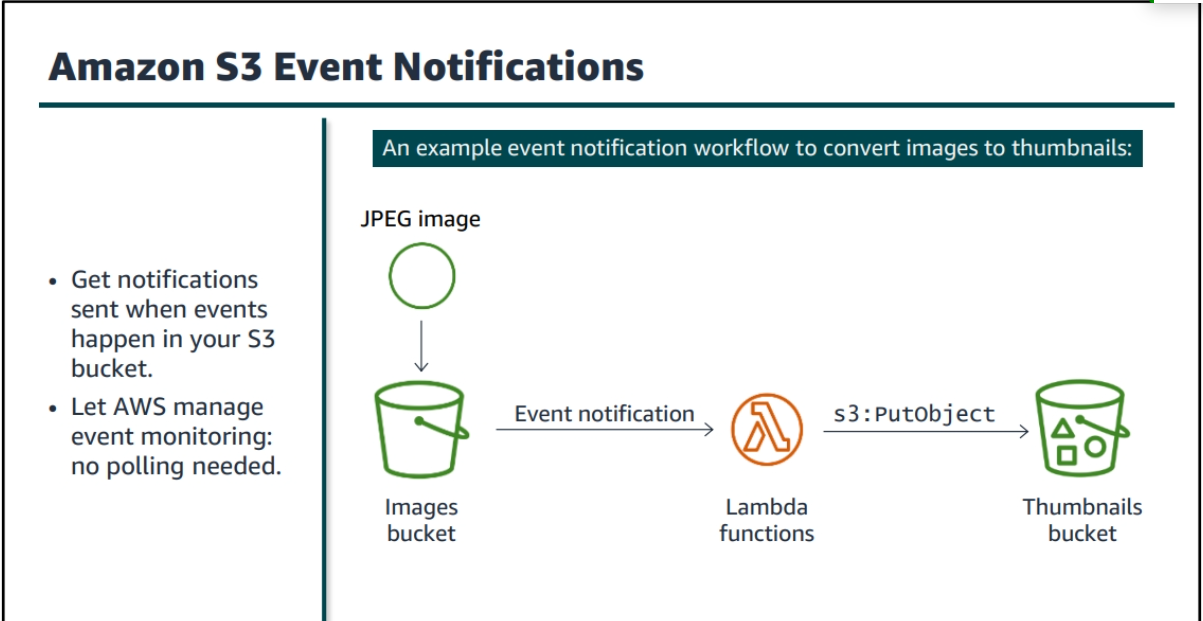 Amazon S3 Event Notifications
• Get notifications
sent when events
happen in your S3
bucket.
• Let AWS manage
event monitoring:
no polling needed.
An example event notification workflow to convert images to thumbnails:
JPEG image
Event notification
s3:PutObject
Images
bucket
Lambda
functions
Thumbnails
bucket